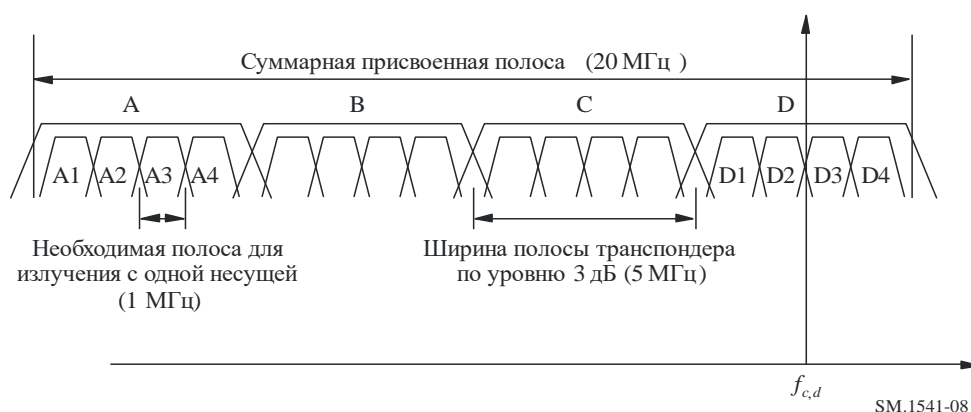 Суммарная присвоенная полоса (20 МГц )
A B C D
A1 A2 A3 A4 D1 D2 D3 D4
Необходимая полоса для
излучения с одной несущей
(1 МГц)
Ширина полосы транспондера
по уровню 3 дБ (5 МГц)
f c,d
SM.1541-08